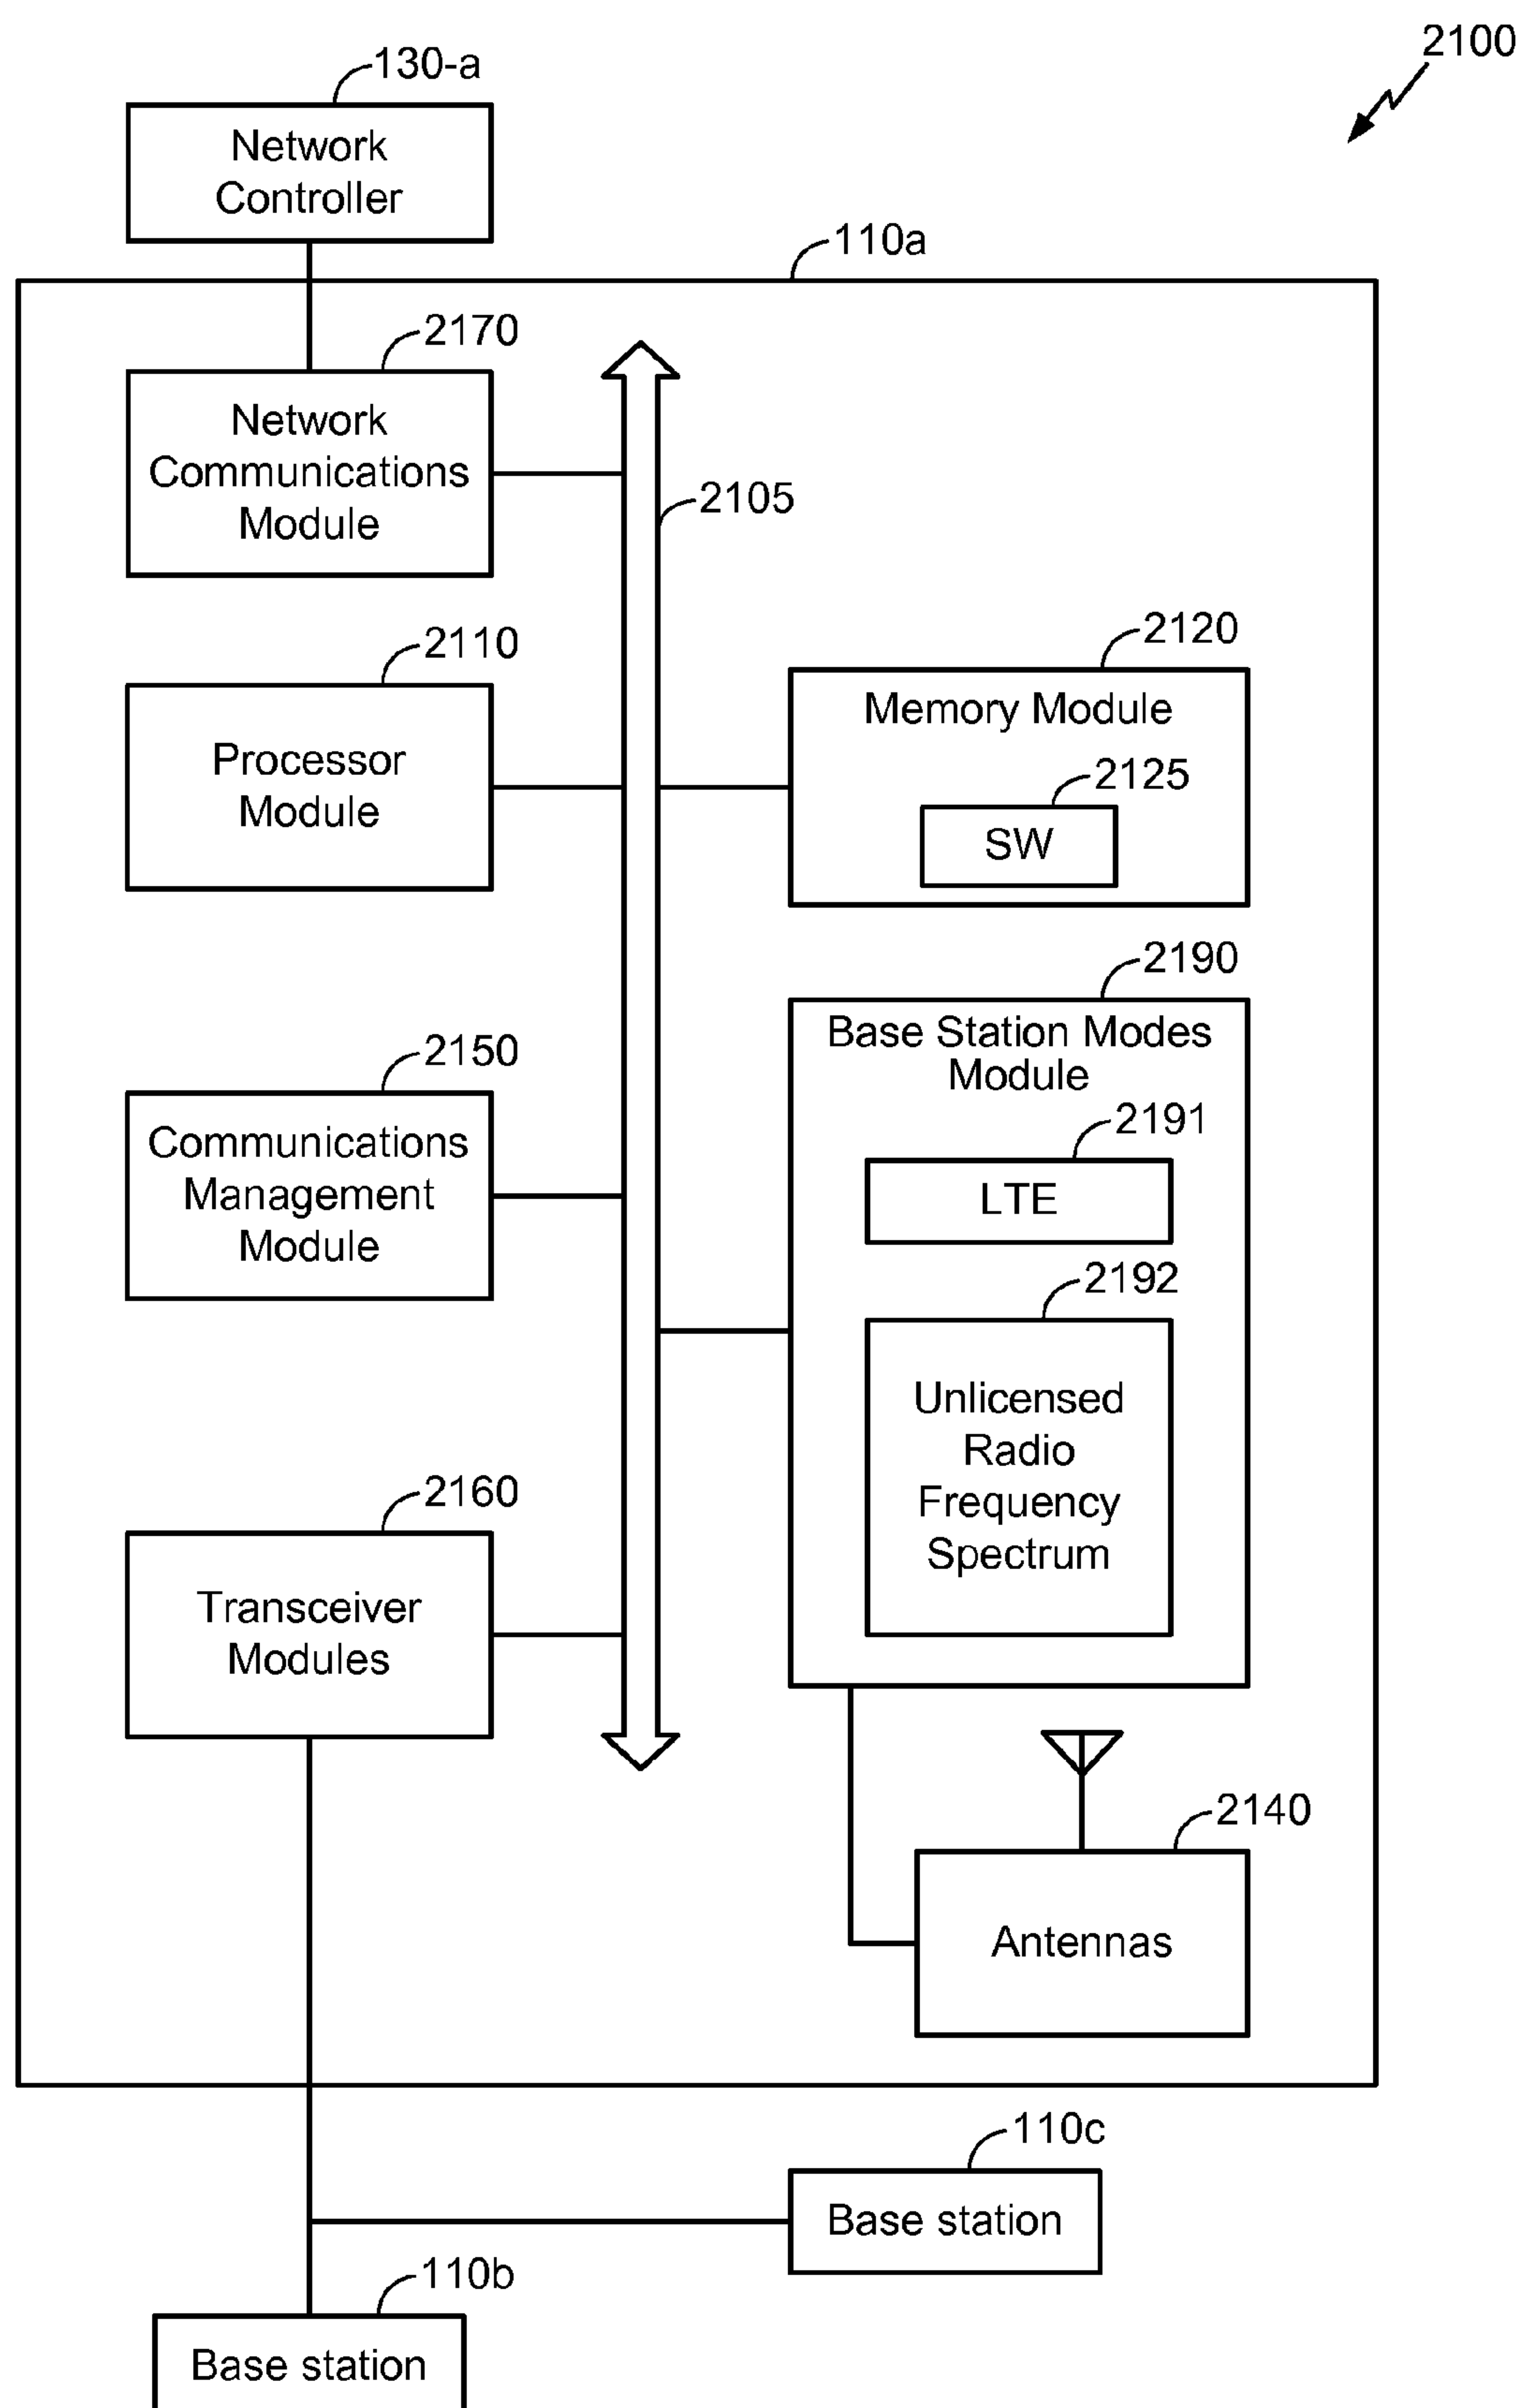 2100
130-a
Network
Controller
110a
2170
Network
Communications
Module
2105
2110
Processor
Module
2120
Memory Module
2125
SW
2190
Base Station Modes
Module
2150
Communications
Management
Module
2191
LTE
2192
Unlicensed
Radio
Frequency
Spectrum
2160
Transceiver
Modules
2140
Antennas
110c
Base station
110b
Base station